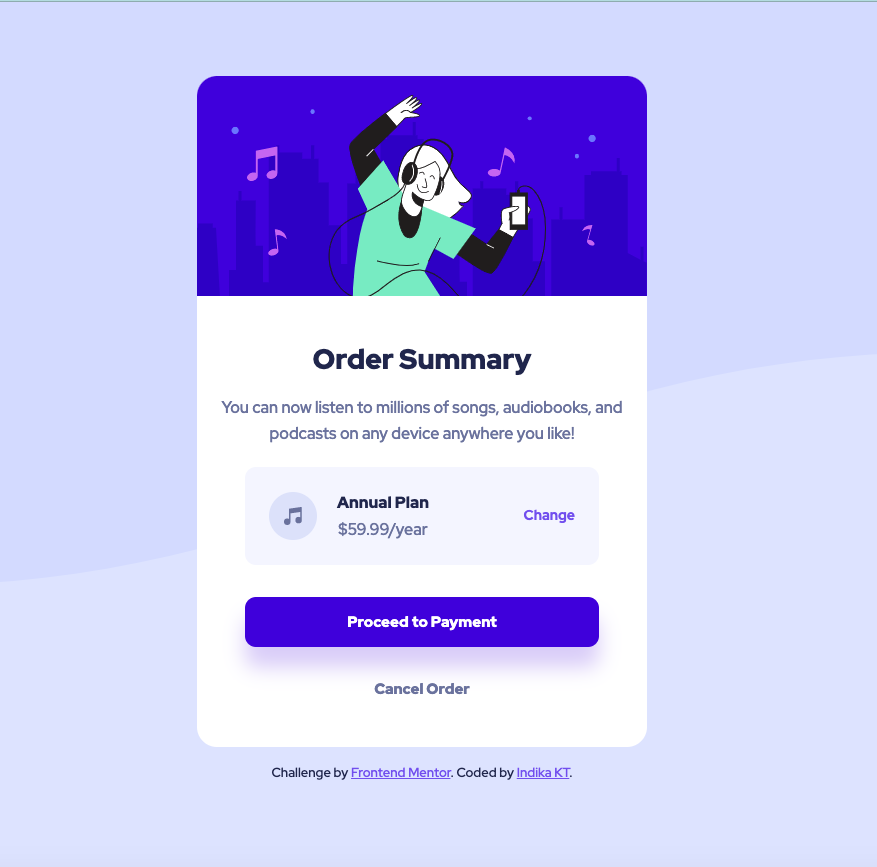 Order Summary
You can now listen to millions of songs, audiobooks, and
podcasts on any device anywhere you like!
Annual Plan
$59.99/year
Change
Proceed to Payment
Cancel Order
Challenge by Frontend Mentor. Coded by Indika KT.